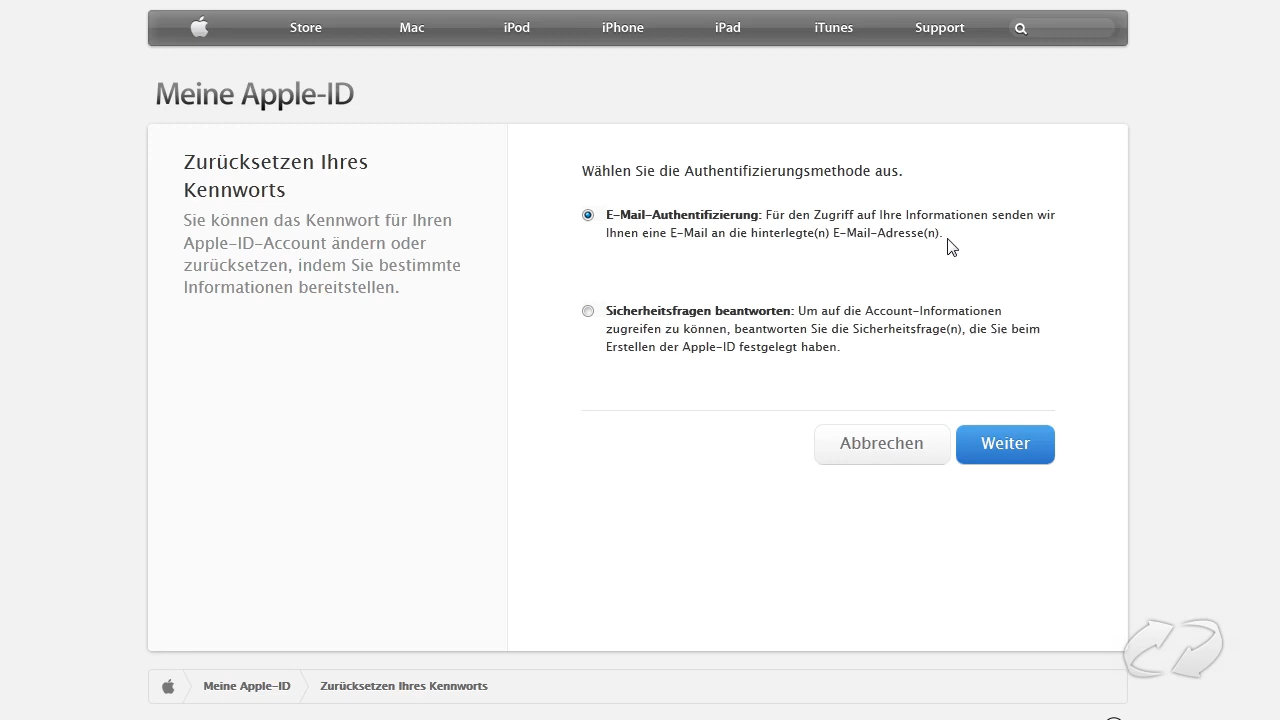 Store Mac iPod iPhone iPad iTunes Support
Meine Apple-ID
Zurücksetzen Ihres
Kennworts
Sie können das Kennwort für Ihren
Apple-ID-Account ändern oder
zurücksetzen, indem Sie bestimmte
Informationen bereitstellen.
Wählen Sie die Authentifizierungsmethode aus.
E-Mail-Authentifizierung: Für den Zugriff auf Ihre Informationen senden wir
Ihnen eine E-Mail an die hinterlegte(n) E-Mail-Adresse(n).
Sicherheitsfragen beantworten: Um auf die Account-Informationen
zugreifen zu können, beantworten Sie die Sicherheitsfrage(n), die Sie beim
Erstellen der Apple-ID festgelegt haben.
Abbrechen Weiter
Meine Apple-ID Zurücksetzen Ihres Kennworts